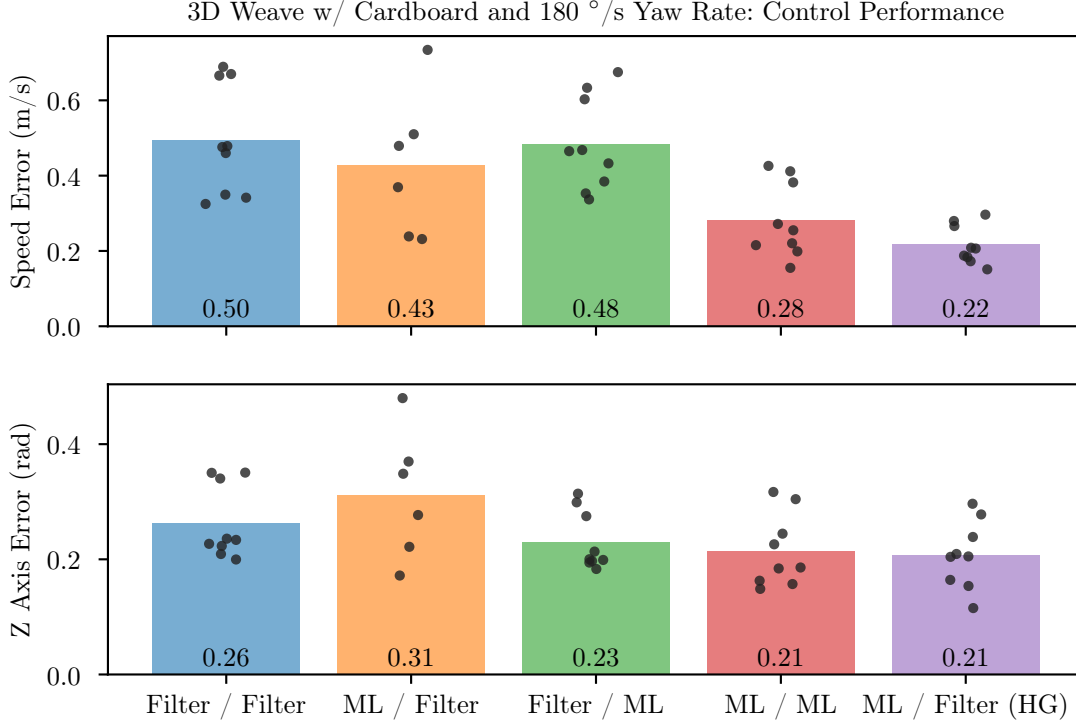 3D Weave w/ Cardboard and 180 °/s Yaw Rate: Control Performance
Speed Error (m/s)
0.6
0.4
0.2
0.0
0.50 0.43 0.48 0.28 0.22
Z Axis Error (rad)
0.4
0.2
0.0
0.26 0.31 0.23 0.21 0.21
Filter / Filter ML / Filter Filter / ML ML / ML ML / Filter (HG)